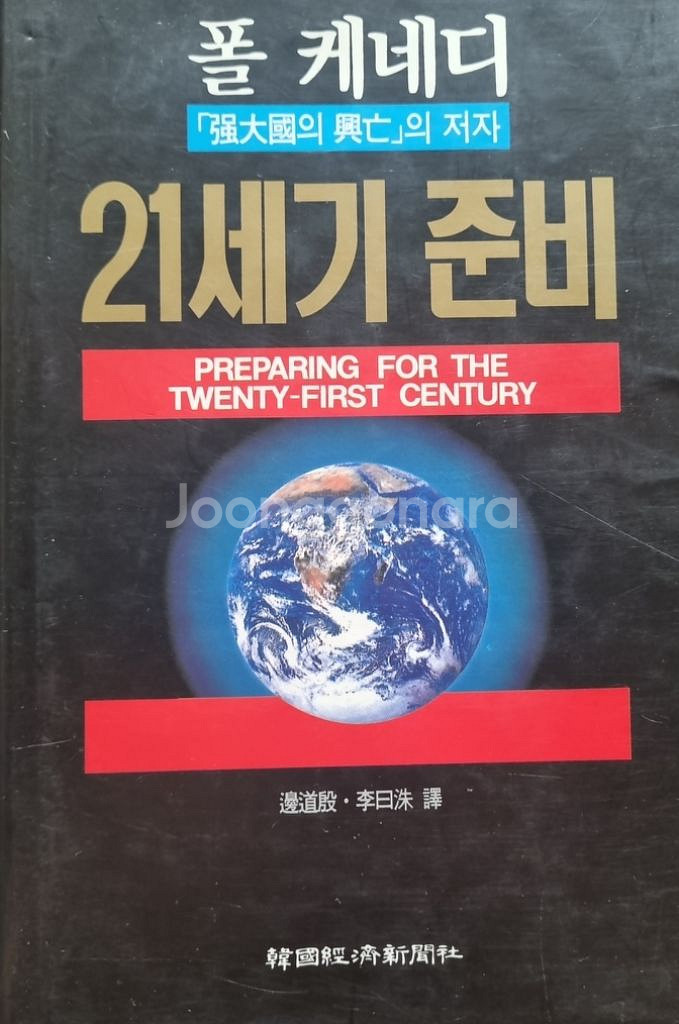 폴 케네디
「强大國의 興亡」의 저자
21세기 준비
PREPARING FOR THE
TWENTY-FIRST CENTURY
Joonggonara
邊道殷·李曰洙 譯
韓國經濟新聞社